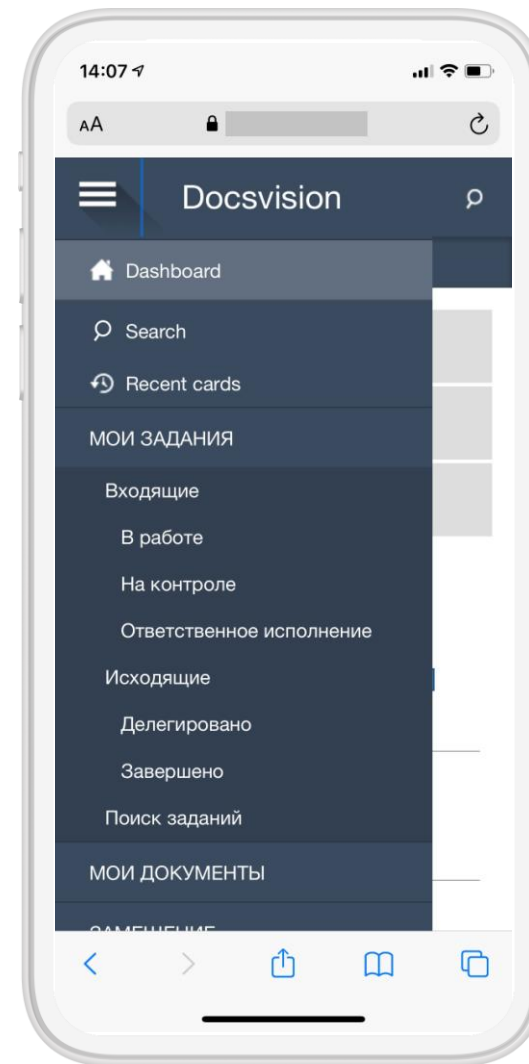 14:07
AA
Docsvision
Dashboard
Search
Recent cards
МОИ ЗАДАНИЯ
Входящие
В работе
На контроле
Ответственное исполнение
Исходящие
Делегировано
Завершено
Поиск заданий
МОИ ДОКУМЕНТЫ
ЗАМЕЩЕНИЕ